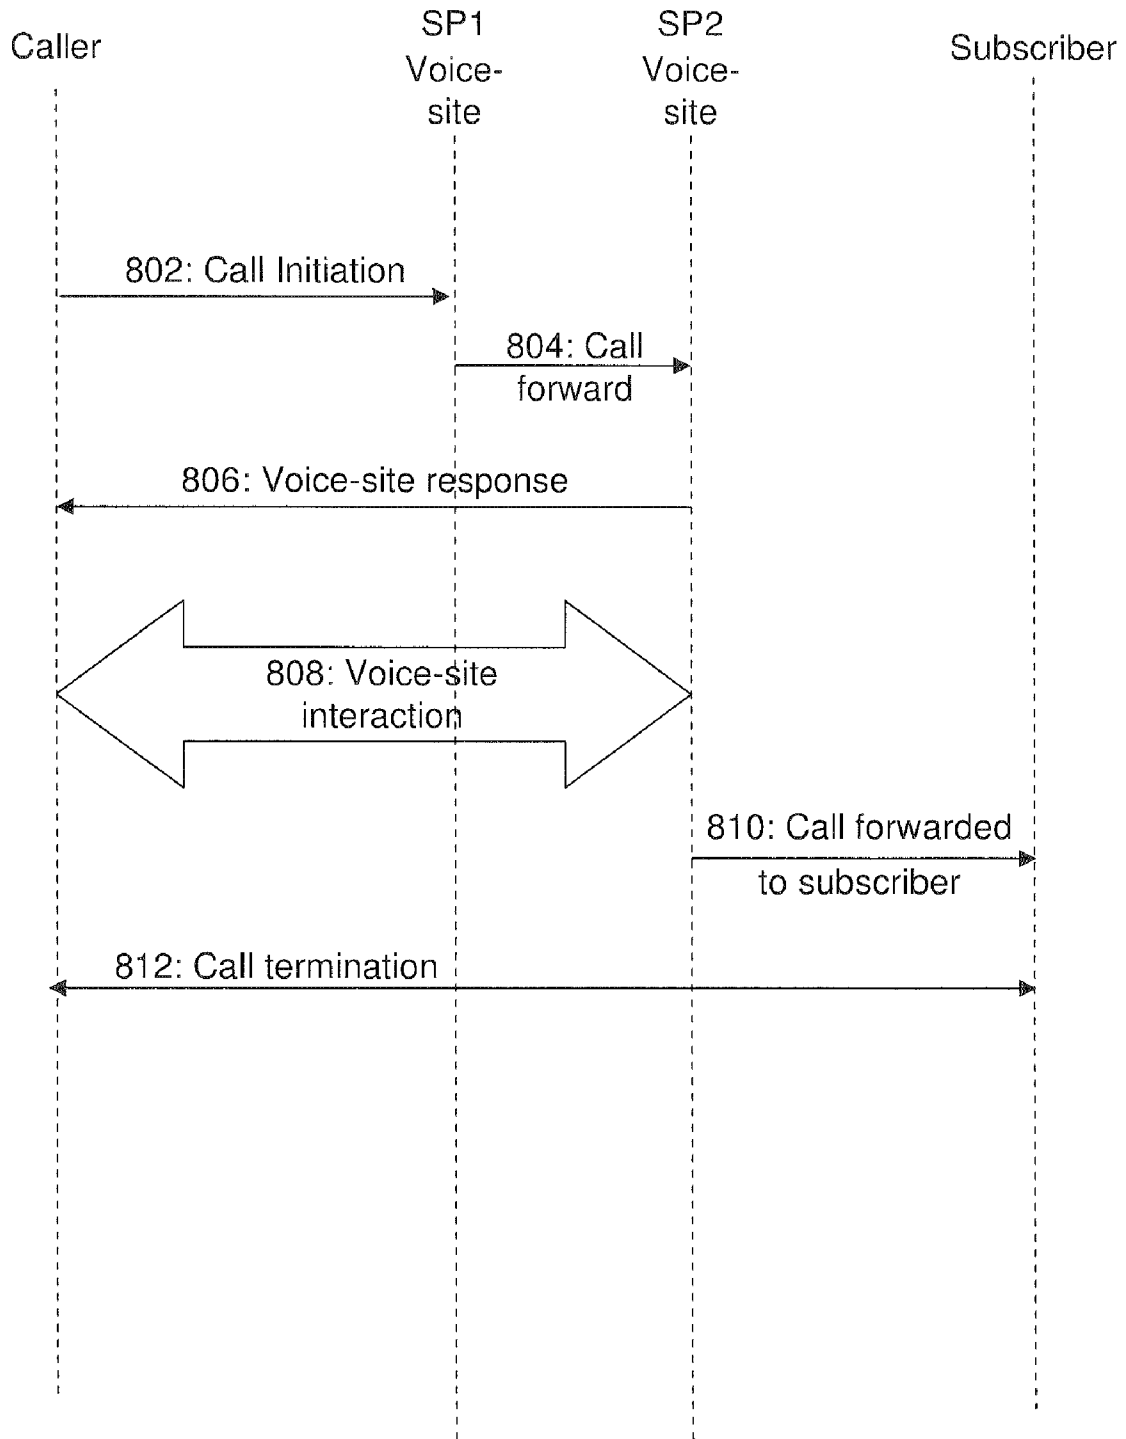 Caller
SP1
Voice-
site
SP2
Voice-
site
Subscriber
802: Call Initiation
804: Call
forward
806: Voice-site response
808: Voice-site
interaction
810: Call forwarded
to subscriber
812: Call termination